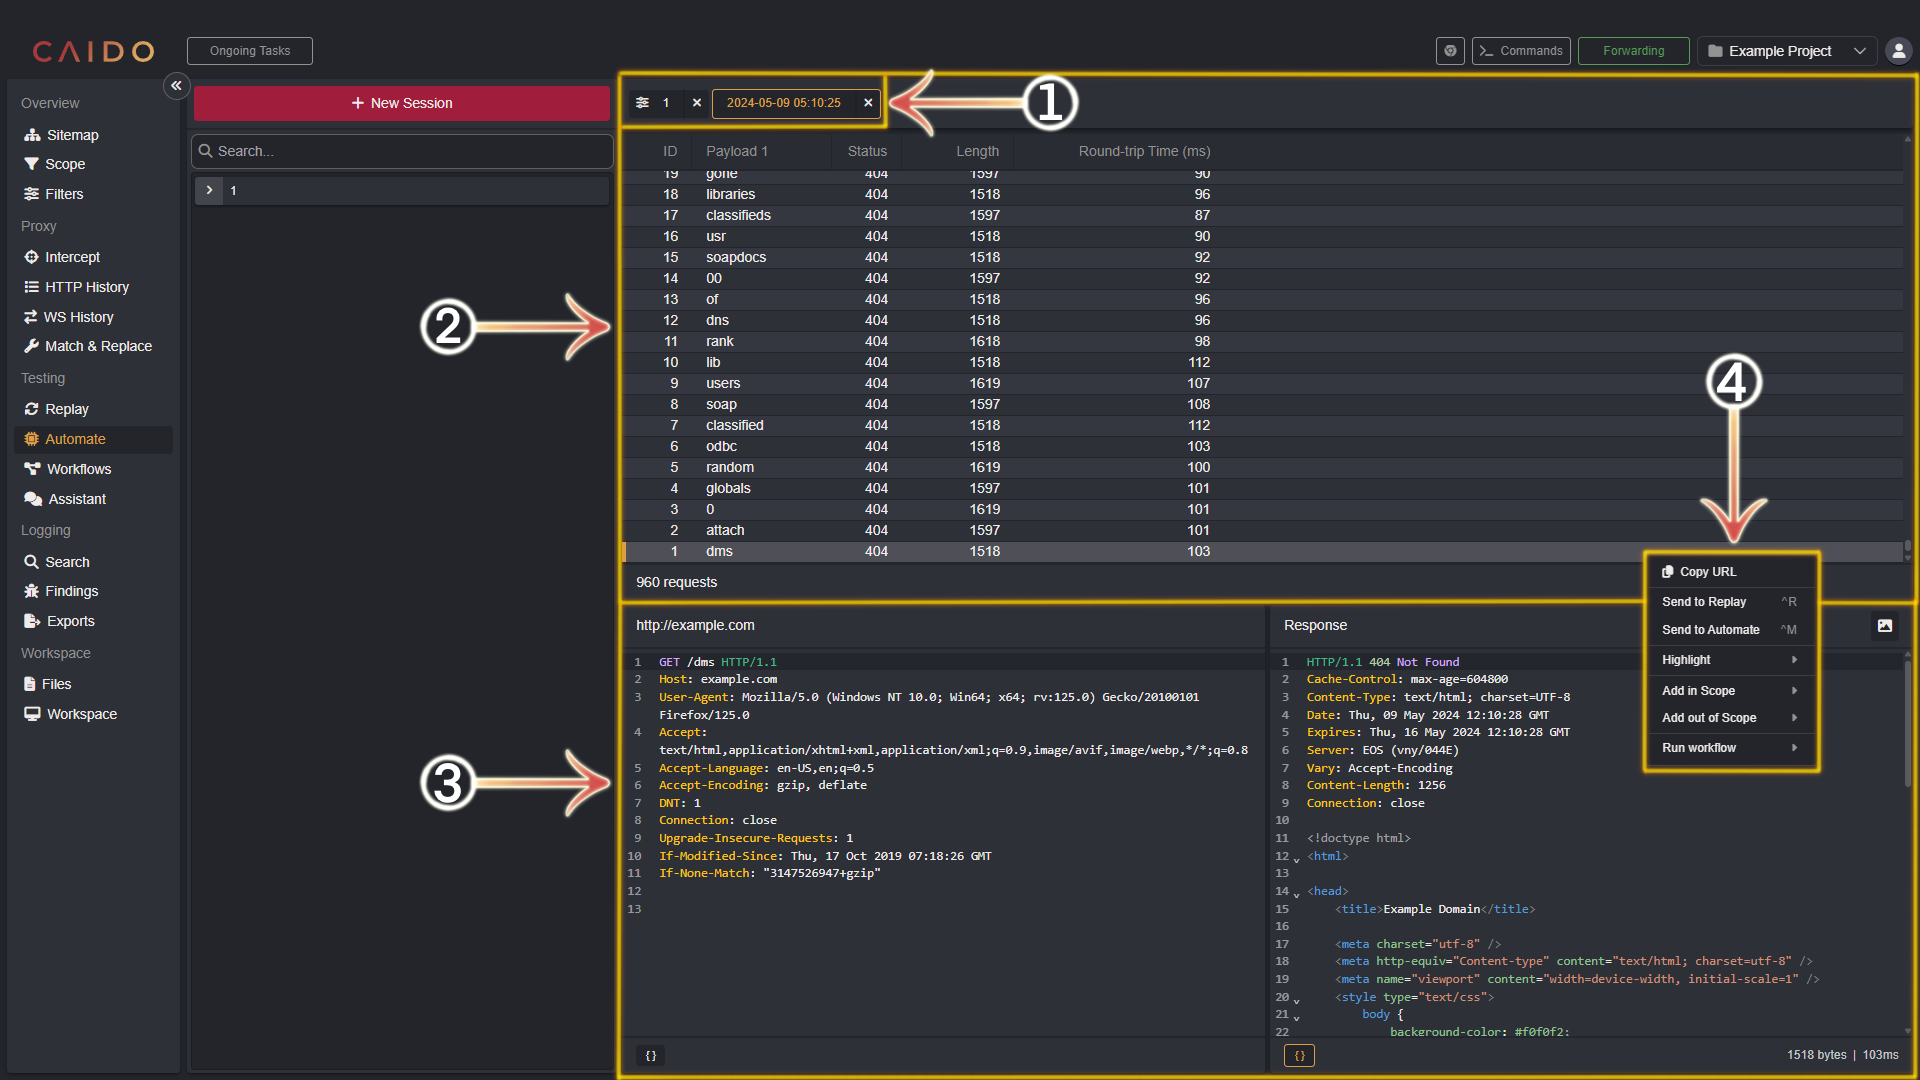 CAIDO
Ongoing Tasks
Commands
Forwarding
Example Project
Overview
Sitemap
Scope
Filters
Proxy
Intercept
HTTP History
WS History
Match & Replace
Testing
Replay
Automate
Workflows
Assistant
Logging
Search
Findings
Exports
Workspace
Files
Workspace
+ New Session
Search...
1
1 × 2024-05-09 05:10:25 ×
①
②
③
④
ID Payload 1 Status Length Round-trip Time (ms)
19 gone 404 1597 90
18 libraries 404 1518 96
17 classifieds 404 1597 87
16 usr 404 1518 90
15 soapdocs 404 1518 92
14 00 404 1597 92
13 of 404 1518 96
12 dns 404 1518 96
11 rank 404 1618 98
10 lib 404 1518 112
9 users 404 1619 107
8 soap 404 1597 108
7 classified 404 1518 112
6 odbc 404 1518 103
5 random 404 1619 100
4 globals 404 1597 101
3 0 404 1619 101
2 attach 404 1597 101
1 dms 404 1518 103
960 requests
Copy URL
Send to Replay ^R
Send to Automate ^M
Highlight
Add in Scope
Add out of Scope
Run workflow
http://example.com
1 GET /dms HTTP/1.1
2 Host: example.com
3 User-Agent: Mozilla/5.0 (Windows NT 10.0; Win64; x64; rv:125.0) Gecko/20100101
Firefox/125.0
4 Accept:
text/html,application/xhtml+xml,application/xml;q=0.9,image/avif,image/webp,*/*;q=0.8
5 Accept-Language: en-US,en;q=0.5
6 Accept-Encoding: gzip, deflate
7 DNT: 1
8 Connection: close
9 Upgrade-Insecure-Requests: 1
10 If-Modified-Since: Thu, 17 Oct 2019 07:18:26 GMT
11 If-None-Match: "3147526947+gzip"
12
13
{}
Response
1 HTTP/1.1 404 Not Found
2 Cache-Control: max-age=604800
3 Content-Type: text/html; charset=UTF-8
4 Date: Thu, 09 May 2024 12:10:28 GMT
5 Expires: Thu, 16 May 2024 12:10:28 GMT
6 Server: EOS (vny/044E)
7 Vary: Accept-Encoding
8 Content-Length: 1256
9 Connection: close
10
11 <!doctype html>
12 <html>
13
14 <head>
15 <title>Example Domain</title>
16
17 <meta charset="utf-8" />
18 <meta http-equiv="Content-type" content="text/html; charset=utf-8" />
19 <meta name="viewport" content="width=device-width, initial-scale=1" />
20 <style type="text/css">
21 body {
22 background-color: #f0f0f2;
{}
1518 bytes | 103ms